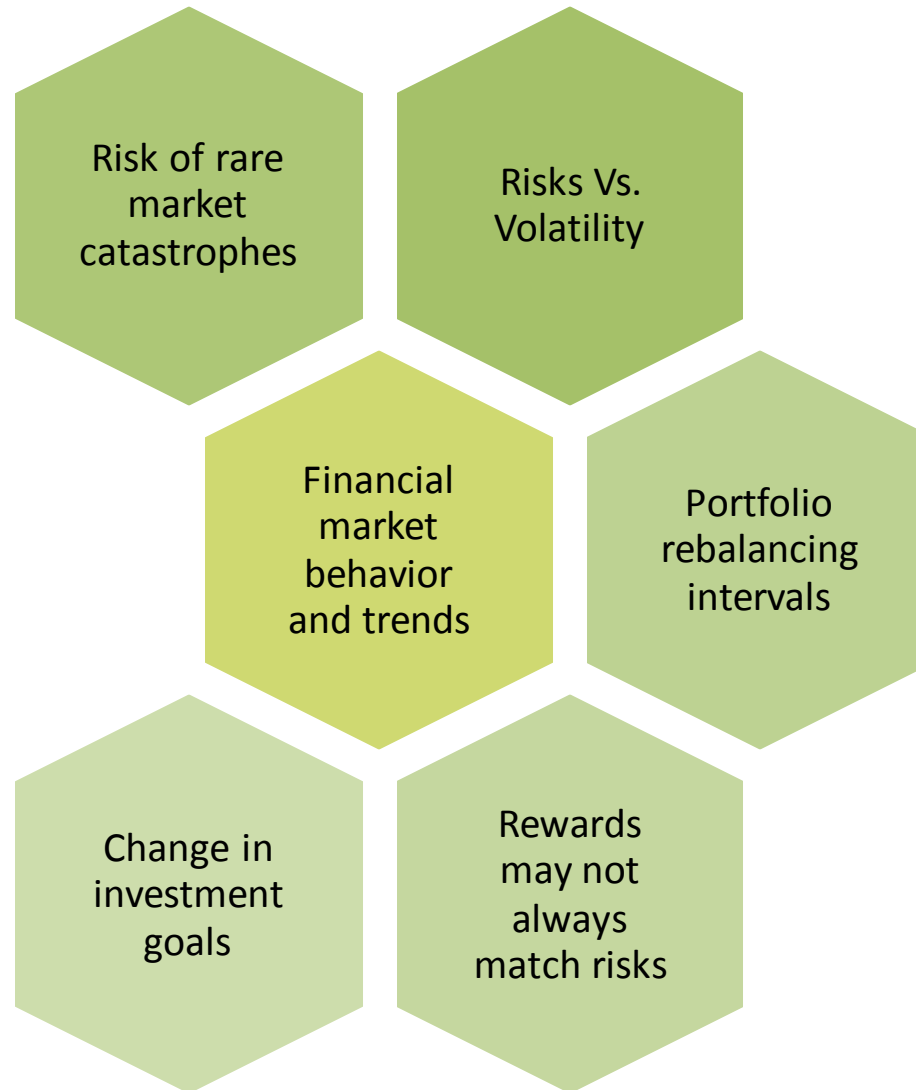 Risk of rare
market
catastrophes
Risks Vs.
Volatility
Financial
market
behavior
and trends
Portfolio
rebalancing
intervals
Change in
investment
goals
Rewards
may not
always
match risks